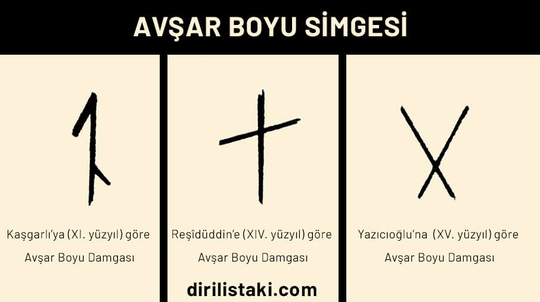 AVŞAR BOYU SİMGESİ
Kaşgarlı'ya (XI. yüzyıl) göre
Avşar Boyu Damgası
Reşîdüddin'e (XIV. yüzyıl) göre
Avşar Boyu Damgası
Yazıcıoğlu'na (XV. yüzyıl) göre
Avşar Boyu Damgası
dirilistaki.com